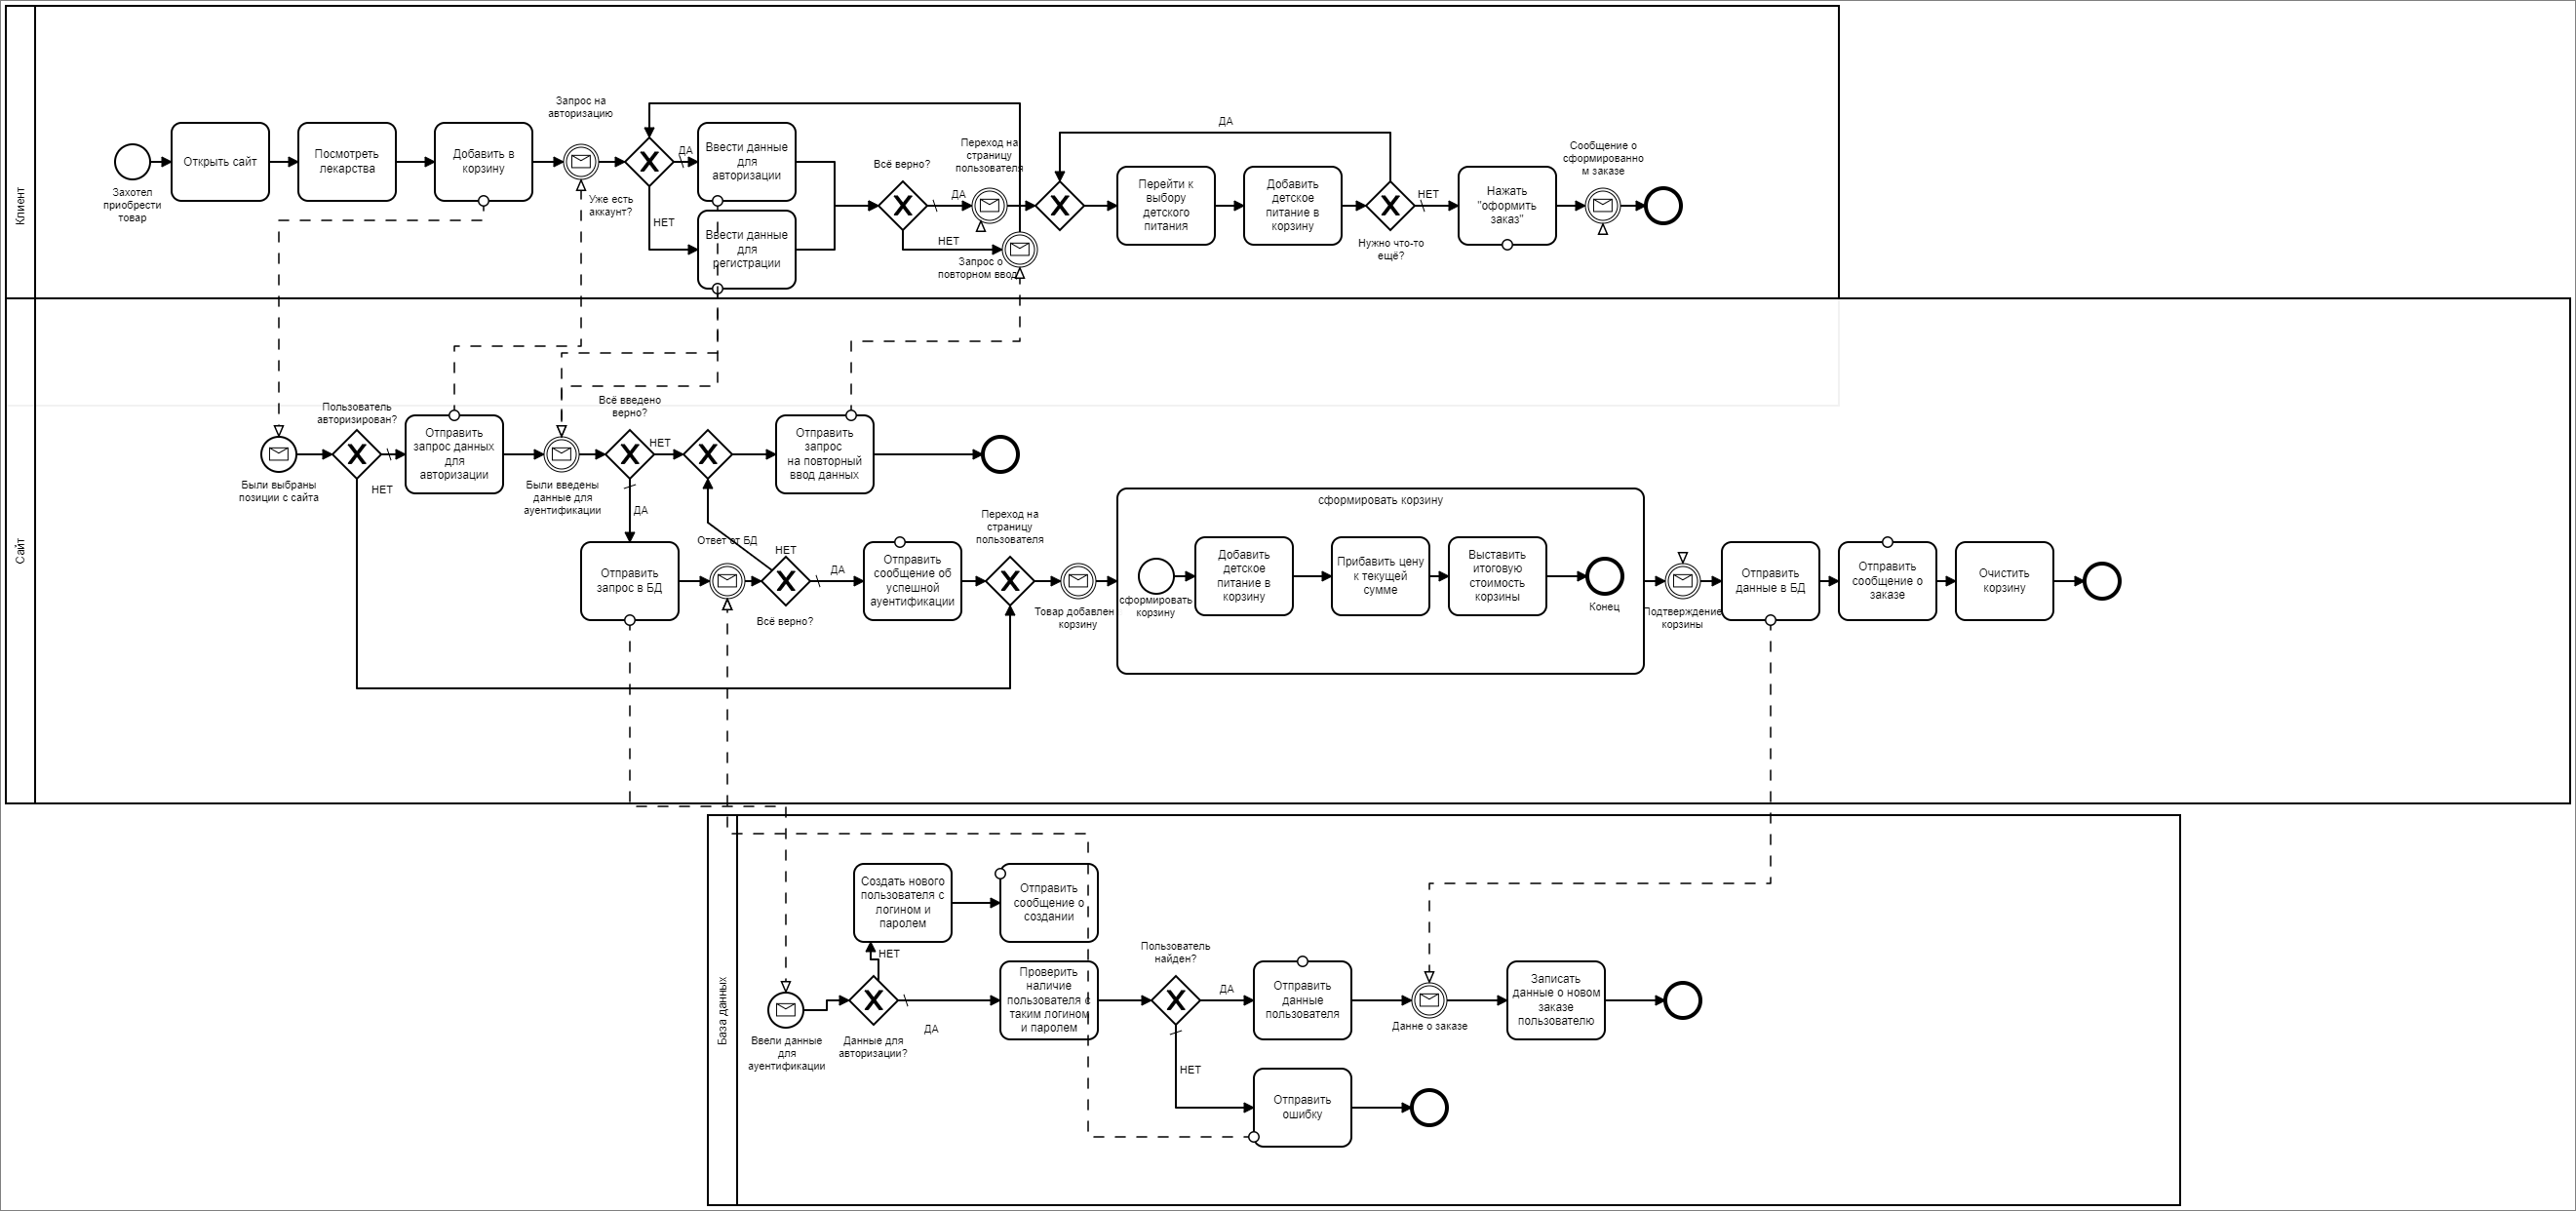 Клиент
Захотел
приобрести
товар
Открыть сайт
Посмотреть
лекарства
Добавить в
корзину
Запрос на
авторизацию
Уже есть
аккаунт?
ДА
НЕТ
Ввести данные
для
авторизации
Ввести данные
для
регистрации
Всё верно?
ДА
НЕТ
Переход на
страницу
пользователя
Запрос о
повторном ввод
ДА
Перейти к
выбору
детского
питания
Добавить
детское
питание в
корзину
Нужно что-то
ещё?
НЕТ
Нажать
"оформить
заказ"
Сообщение о
сформированно
м заказе
Сайт
Были выбраны
позиции с сайта
Пользователь
авторизирован?
НЕТ
Отправить
запрос данных
для
авторизации
Были введены
данные для
ауентификации
Всё введено
верно?
НЕТ
ДА
Отправить
запрос
на повторный
ввод данных
Отправить
запрос в БД
Ответ от БД
НЕТ
Всё верно?
ДА
Отправить
сообщение об
успешной
ауентификации
Переход на
страницу
пользователя
Товар добавлен
корзину
сформировать корзину
сформировать
корзину
Добавить
детское
питание в
корзину
Прибавить цену
к текущей
сумме
Выставить
итоговую
стоимость
корзины
Конец
Подтверждение
корзины
Отправить
данные в БД
Отправить
сообщение о
заказе
Очистить
корзину
База данных
Ввели данные
для
ауентификации
Данные для
авторизации?
НЕТ
ДА
Создать нового
пользователя с
логином и
паролем
Отправить
сообщение о
создании
Проверить
наличие
пользователя с
таким логином
и паролем
Пользователь
найден?
ДА
НЕТ
Отправить
данные
пользователя
Отправить
ошибку
Данне о заказе
Записать
данные о новом
заказе
пользователю